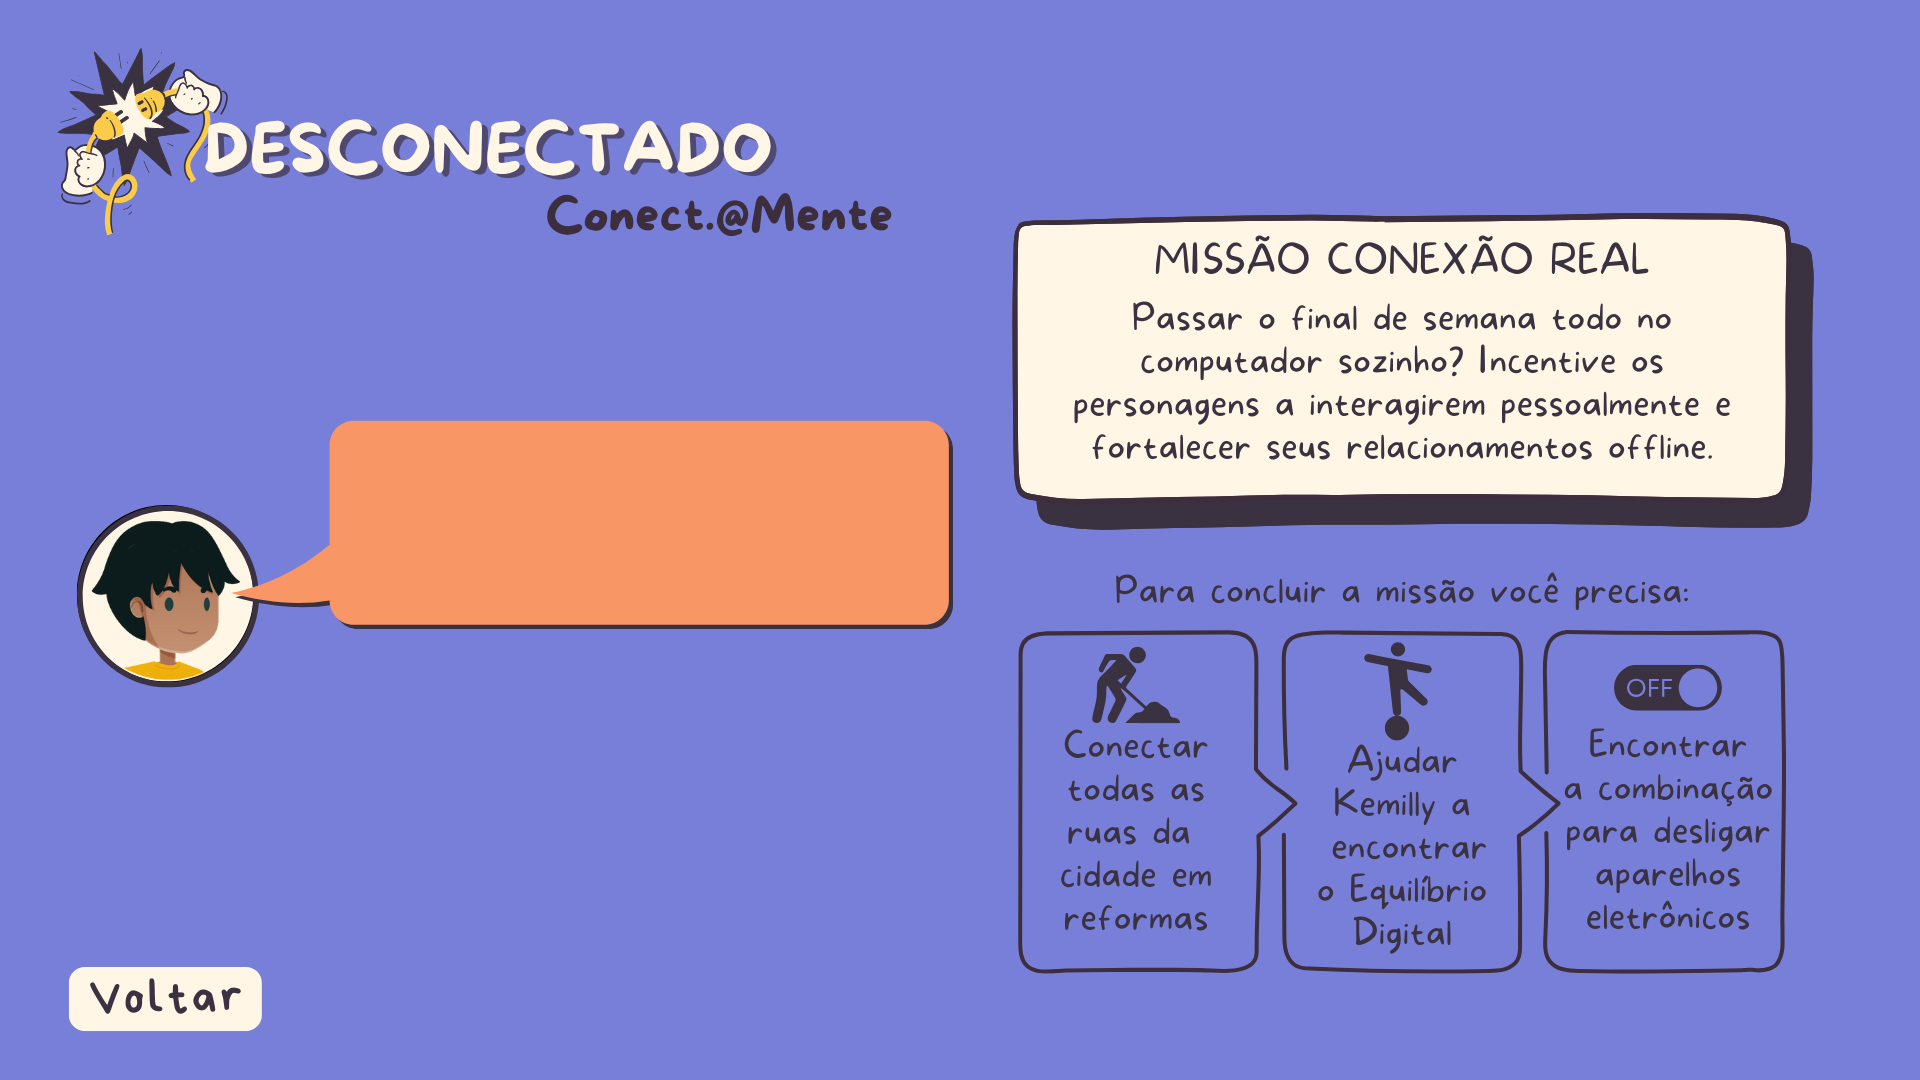 DESCONECTADO
Conect.@Mente
MISSÃO CONEXÃO REAL
Passar o final de semana todo no
computador sozinho? Incentive os
personagens a interagirem pessoalmente e
fortalecer seus relacionamentos offline.
Para concluir a missão você precisa:
Conectar
todas as
ruas da
cidade em
reformas
Ajudar
Kemilly a
encontrar
o Equilíbrio
Digital
OFF
Encontrar
a combinação
para desligar
aparelhos
eletrônicos
Voltar